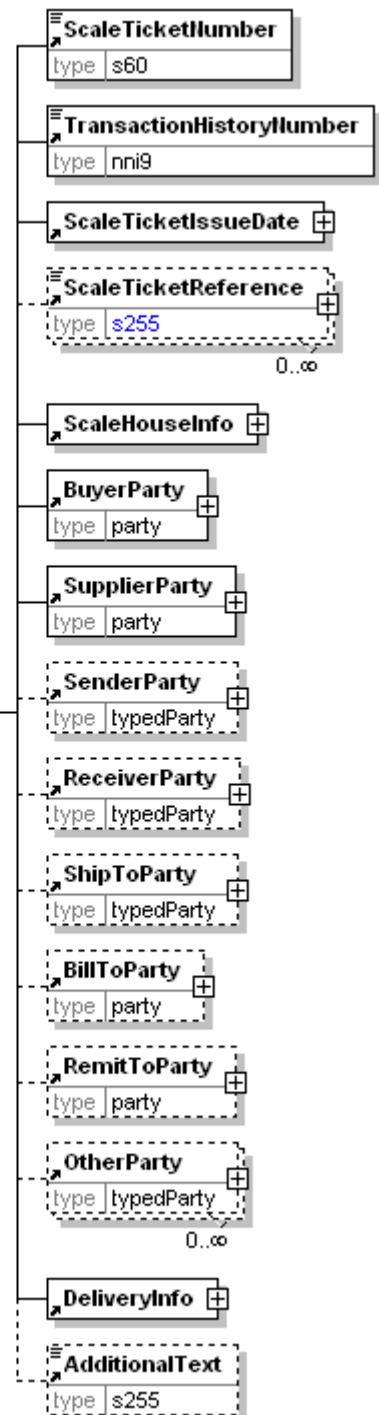 ScaleTicketNumber
type s60
TransactionHistoryNumber
type nni9
ScaleTicketIssueDate
ScaleTicketReference
type s255
0..∞
ScaleHouseInfo
BuyerParty
type party
SupplierParty
type party
SenderParty
type typedParty
ReceiverParty
type typedParty
ShipToParty
type typedParty
BillToParty
type party
RemitToParty
type party
OtherParty
type typedParty
0..∞
DeliveryInfo
AdditionalText
type s255